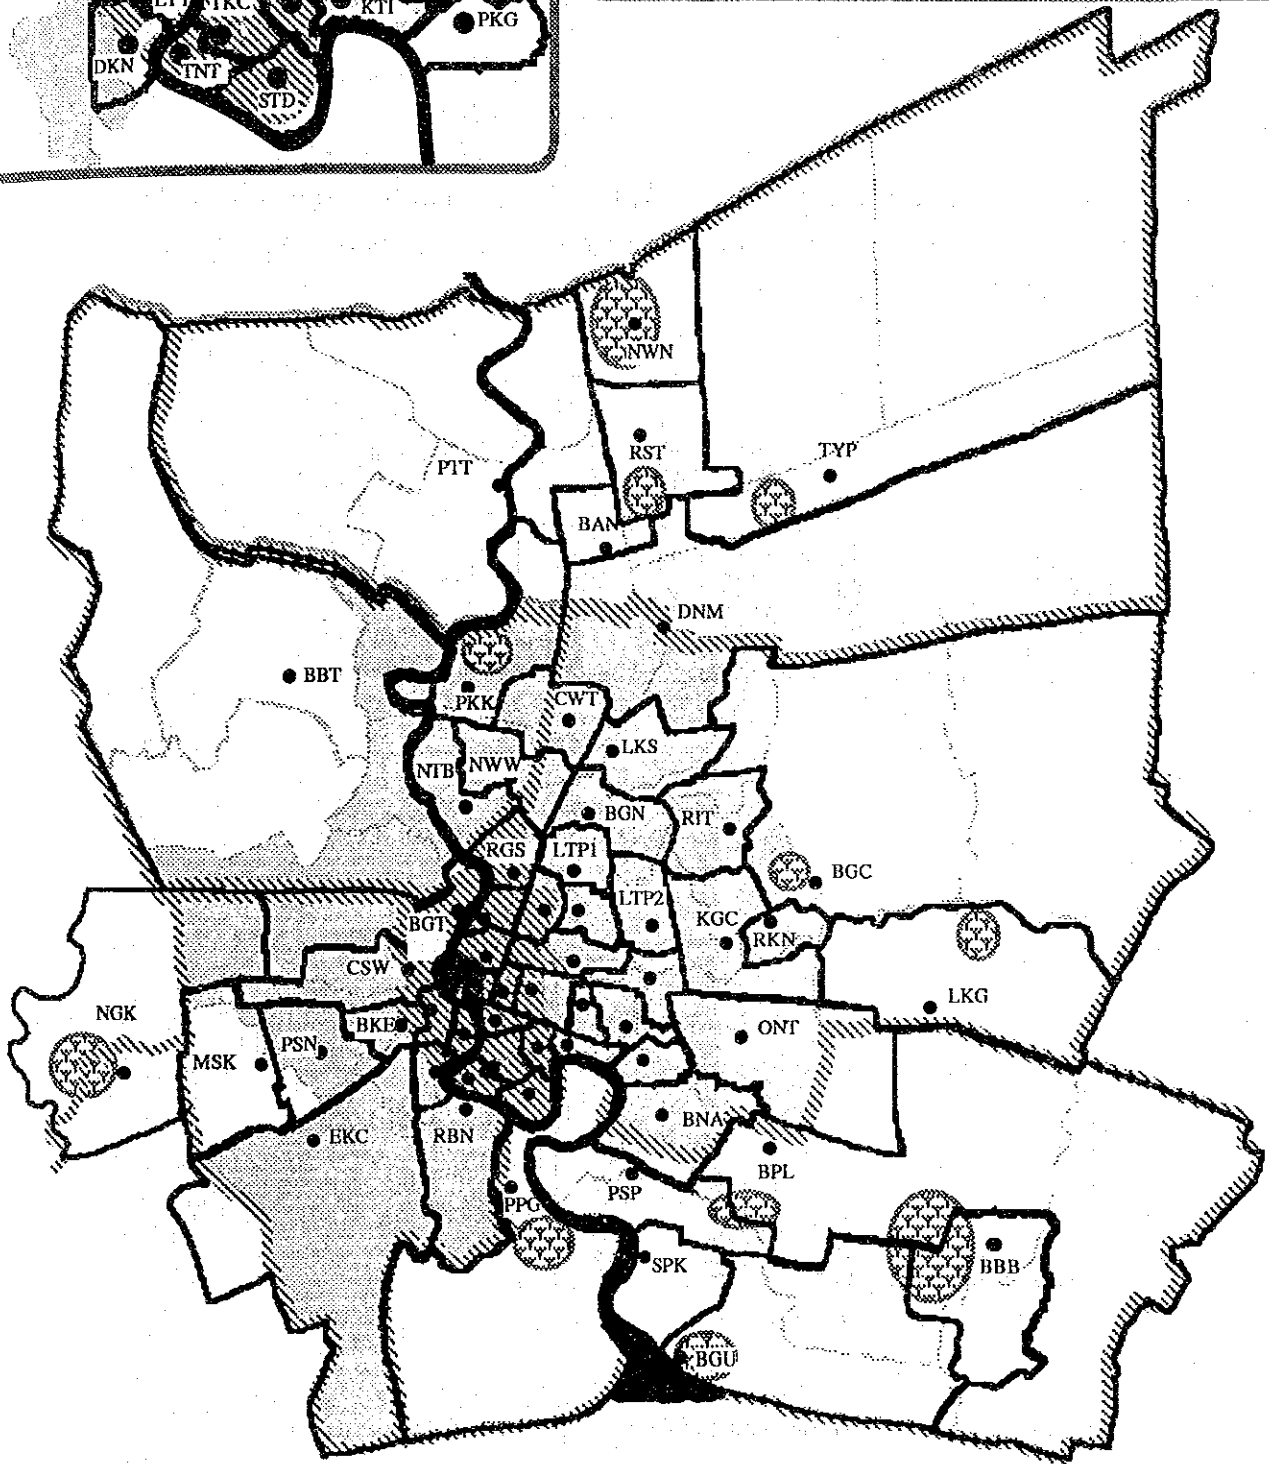 TKC
KTI
PKG
DKN
TNT
STD
NWN
RST
TYP
PTT
BAN
DNM
BBT
PKK
CWT
LKS
NTB
NWW
BGN
RIT
RGS
LTP1
BGC
LTP2
BGT
KGC
RKN
CSW
LKG
NGK
BKE
ONT
PSN
MSK
BNA
EKC
RBN
BPL
PSP
PPG
SPK
BBB
BGU